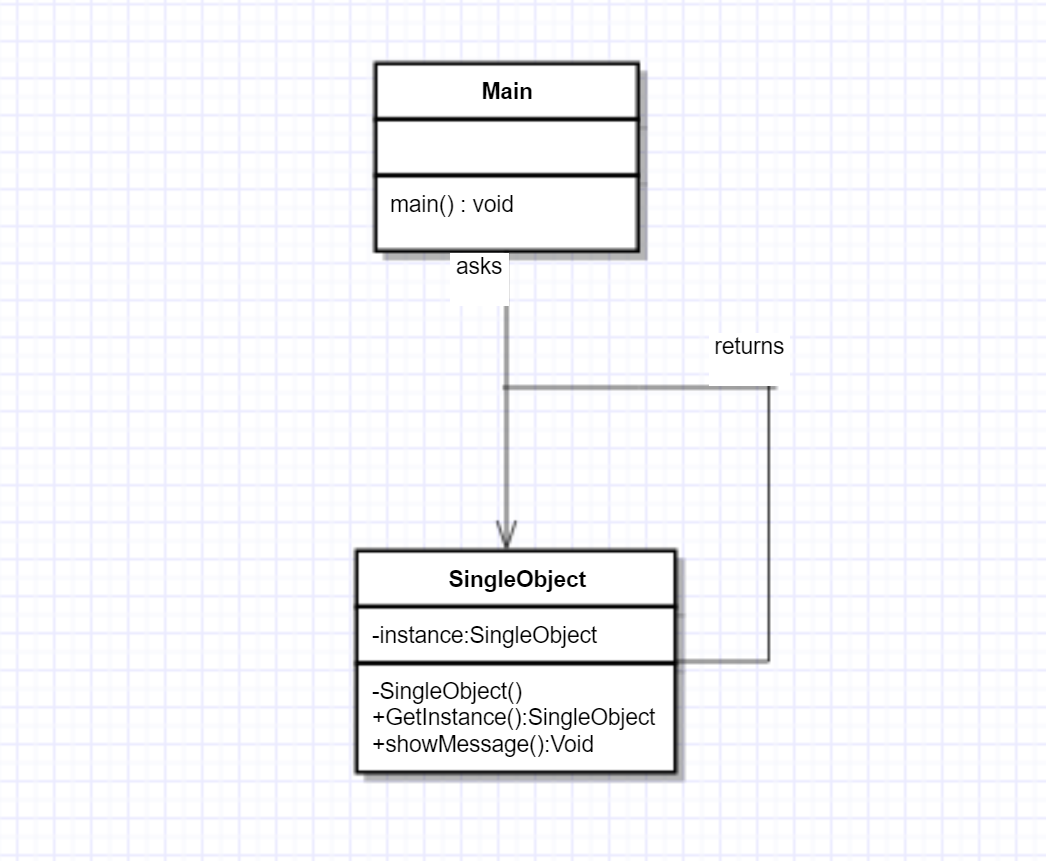 Main
main() : void
asks
returns
SingleObject
-instance:SingleObject
-SingleObject()
+GetInstance():SingleObject
+showMessage():Void